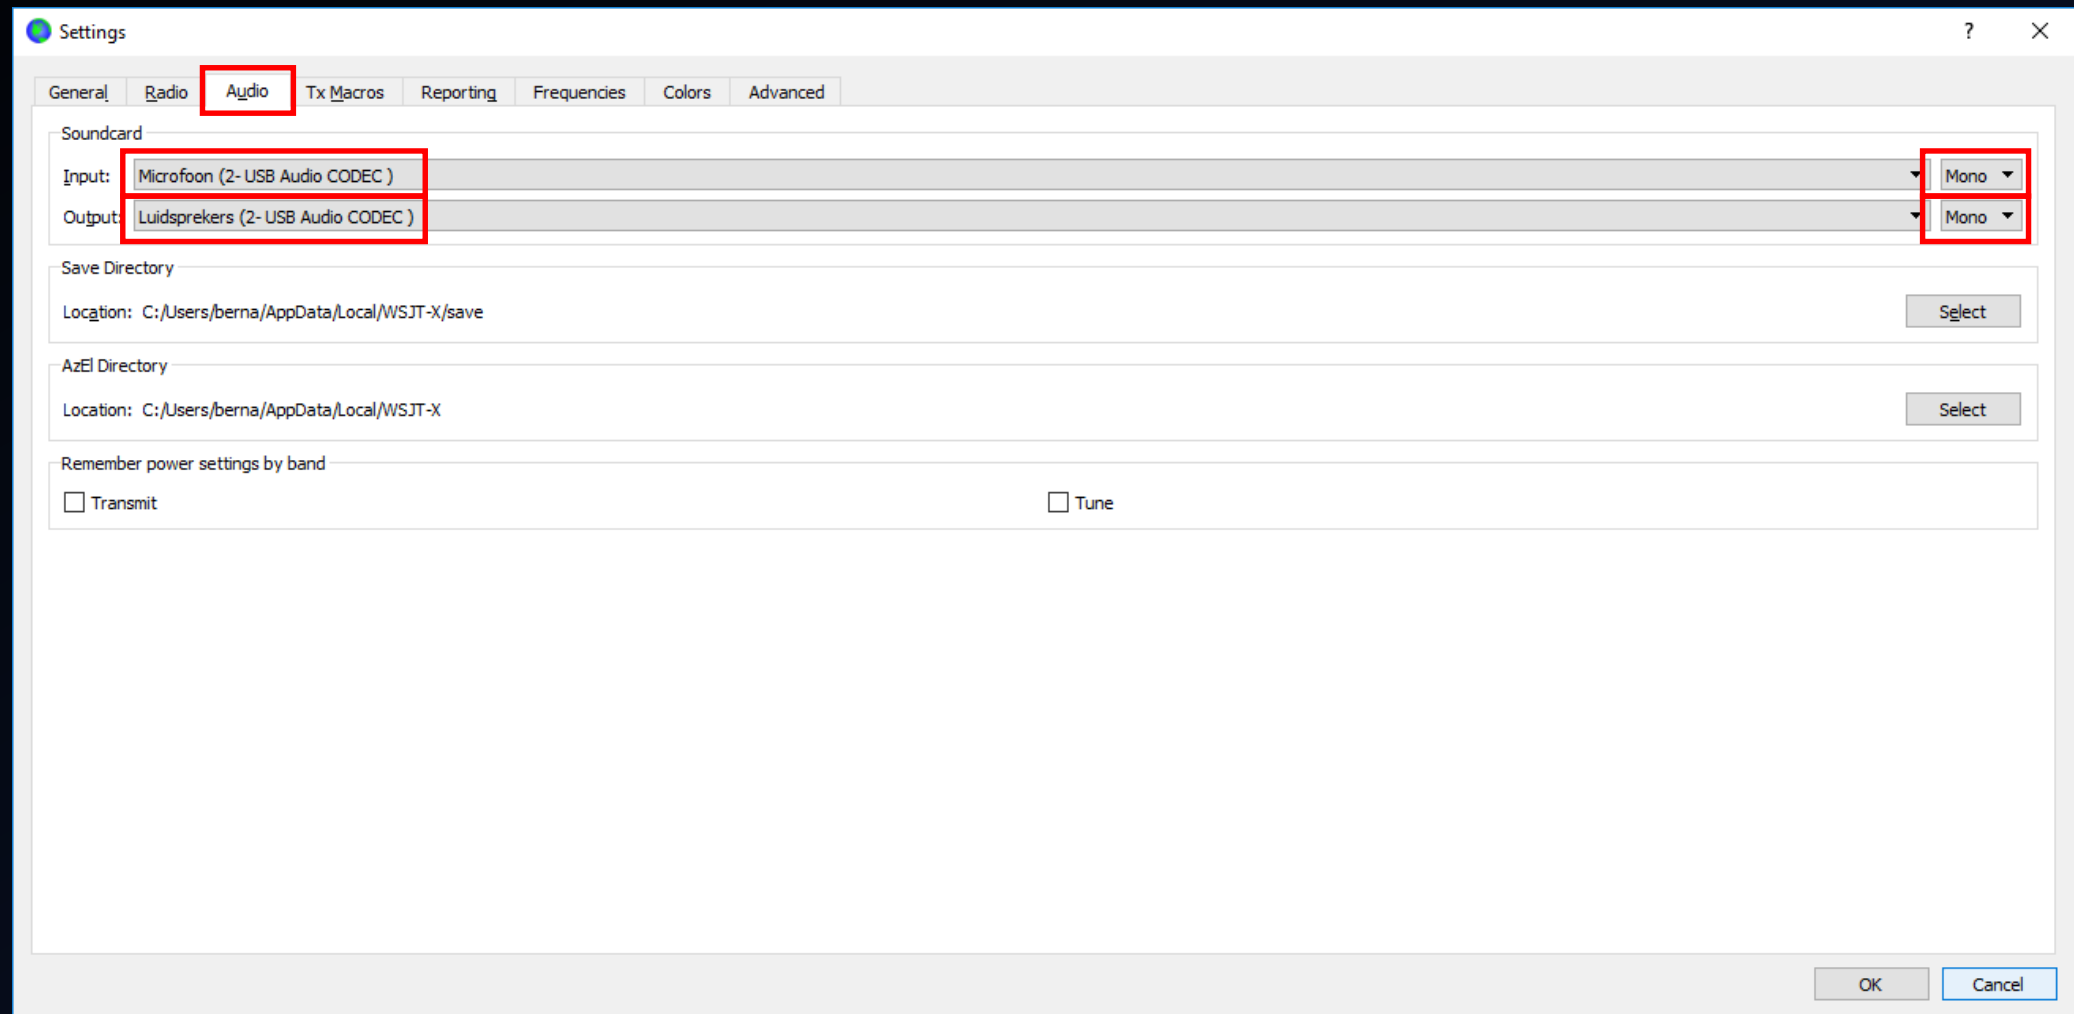 Settings
?
General Radio Audio Tx Macros Reporting Frequencies Colors Advanced
Soundcard
Input: Microfoon (2- USB Audio CODEC ) Mono
Output: Luidsprekers (2- USB Audio CODEC ) Mono
Save Directory
Location: C:/Users/berna/AppData/Local/WSJT-X/save Select
AzEl Directory
Location: C:/Users/berna/AppData/Local/WSJT-X Select
Remember power settings by band
Transmit Tune
OK Cancel